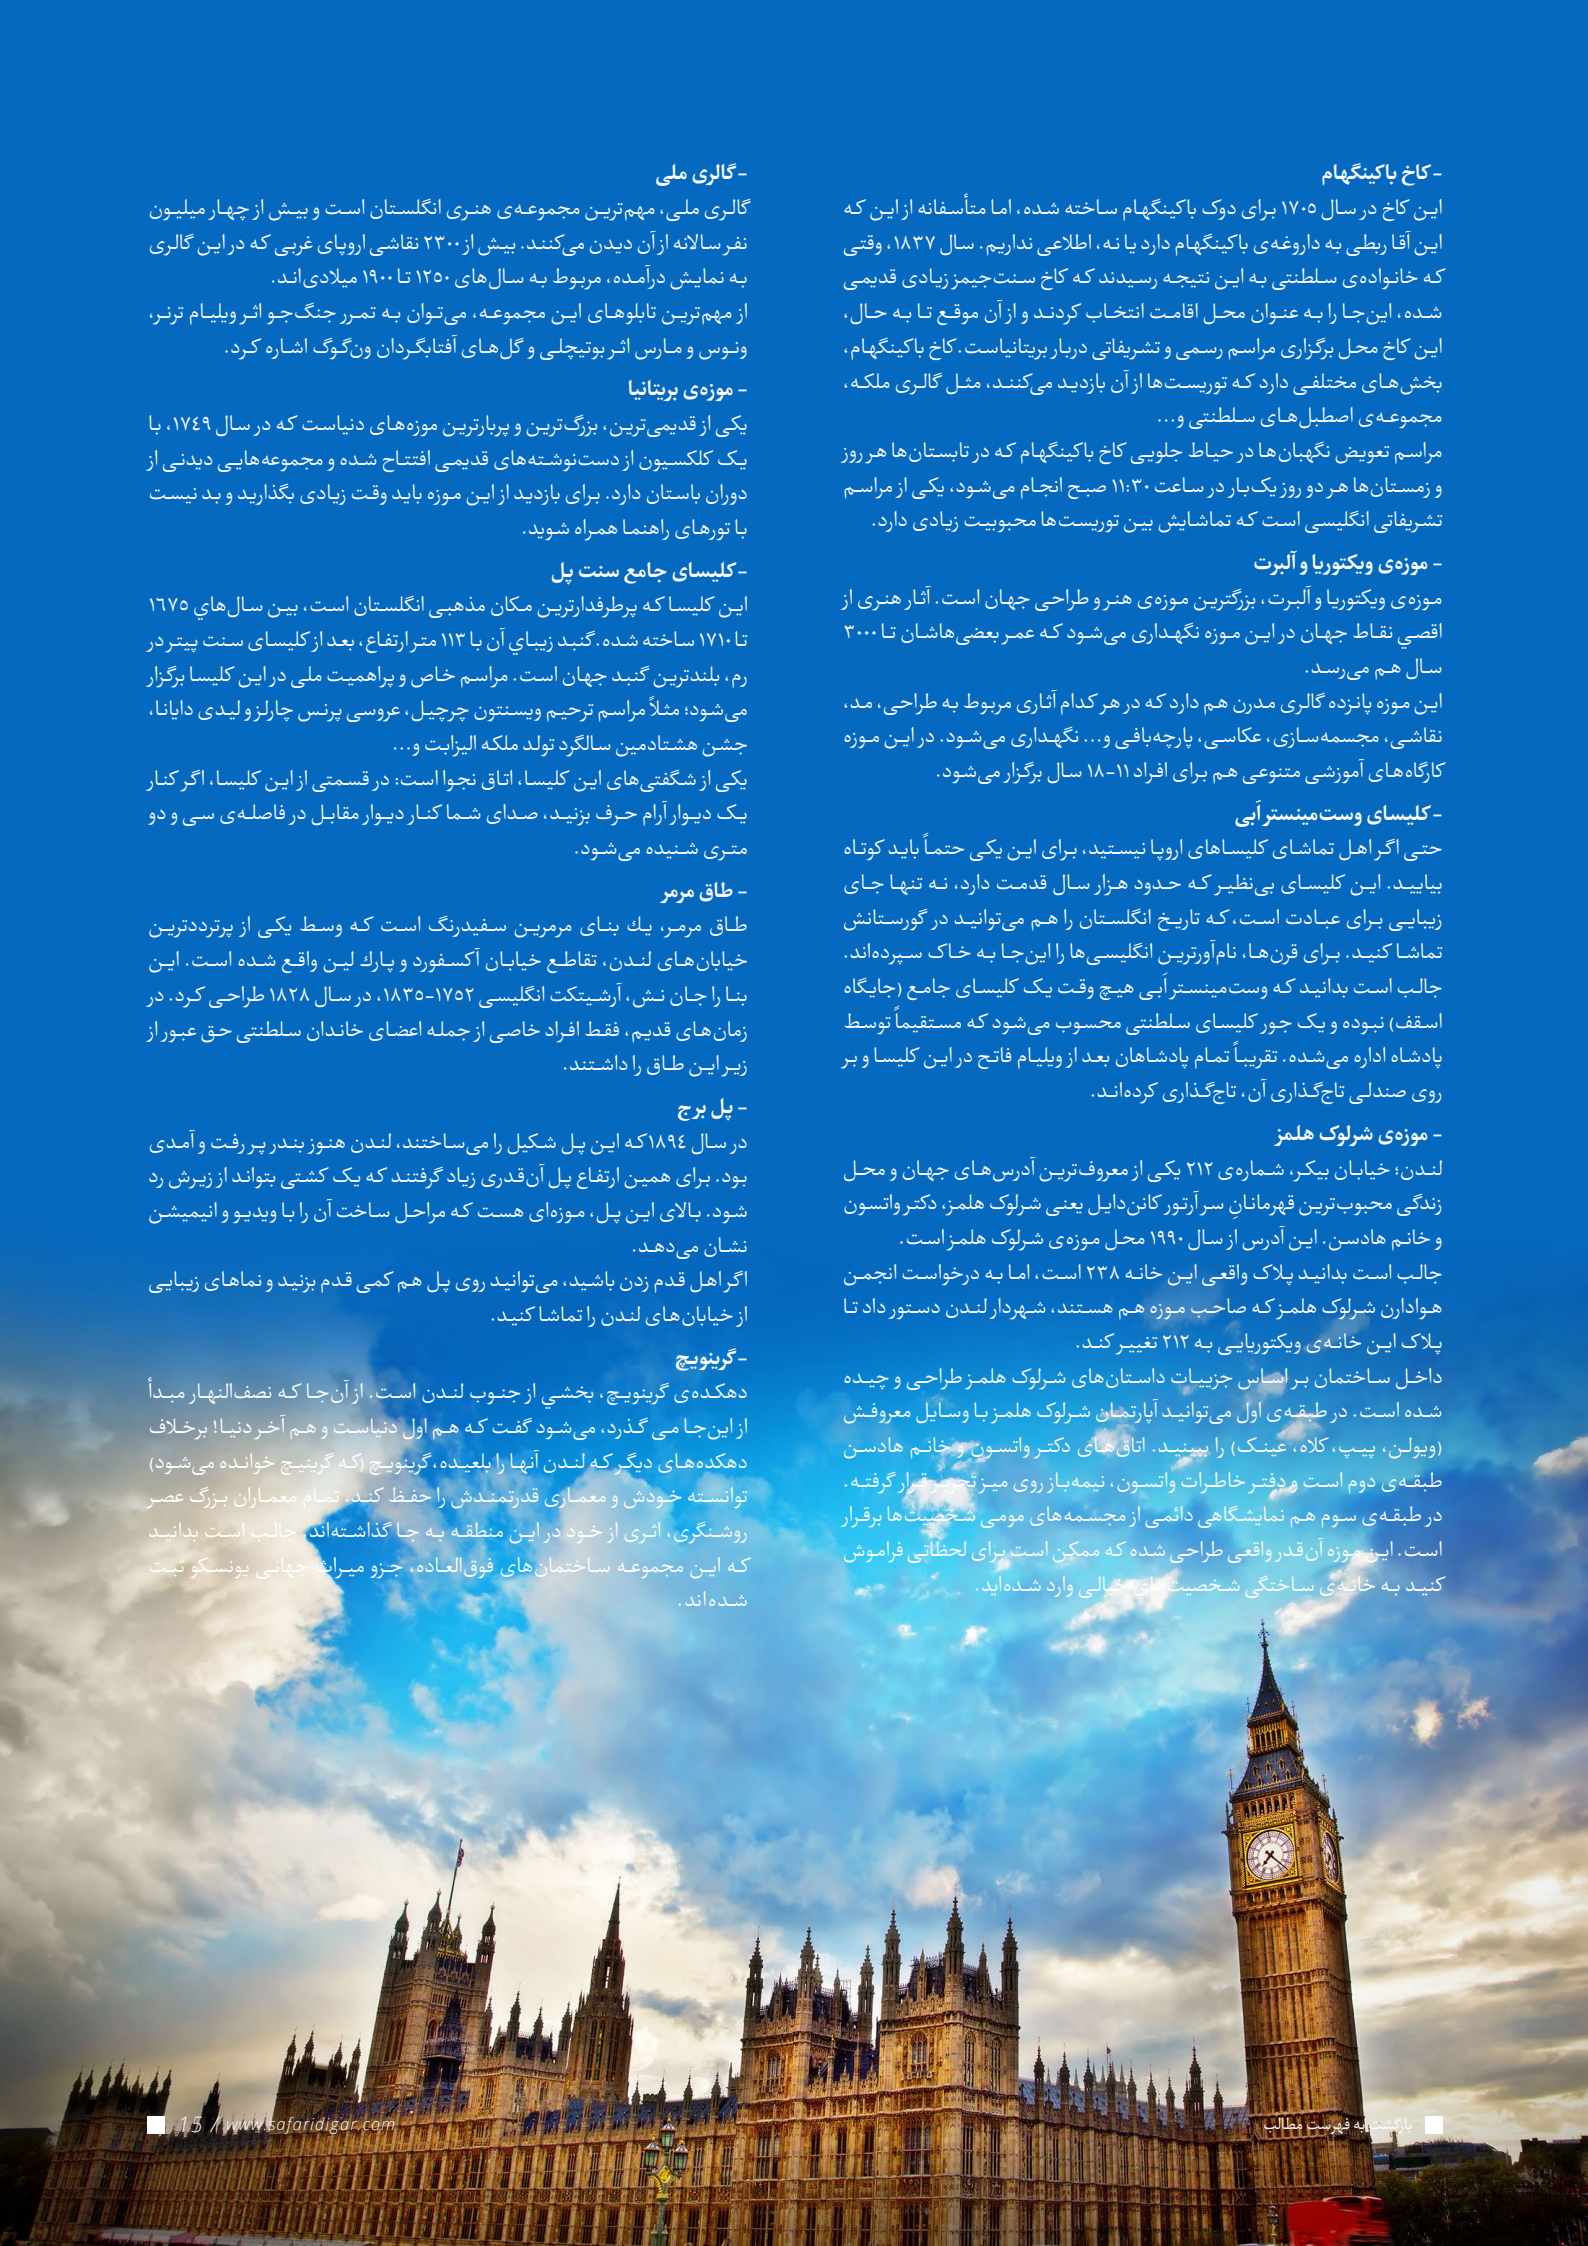 - کاخ باکینگهام
این کاخ در سال ۱۷۰۵ برای دوک باکینگهام ساخته شده، اما متأسفانه از این که
این آقا ربطی به داروغه‌ی باکینگهام دارد یا نه، اطلاعی نداریم. سال ۱۸۳۷، وقتی
که خانواده‌ی سلطنتی به این نتیجه رسیدند که کاخ سنت‌جیمز زیادی قدیمی
شده، این‌جا را به عنوان محل اقامت انتخاب کردند و از آن موقع تا به حال،
این کاخ محل برگزاری مراسم رسمی و تشریفاتی دربار بریتانیاست. کاخ باکینگهام،
بخش‌های مختلفی دارد که توریست‌ها از آن بازدید می‌کنند، مثل گالری ملکه،
مجموعه‌ی اصطبل‌های سلطنتی و...
مراسم تعویض نگهبان‌ها در حیاط جلویی کاخ باکینگهام که در تابستان‌ها هر روز
و زمستان‌ها هر دو روز یک‌بار در ساعت ۱۱:۳۰ صبح انجام می‌شود، یکی از مراسم
تشریفاتی انگلیسی است که تماشایش بین توریست‌ها محبوبیت زیادی دارد.
- موزه‌ی ویکتوریا و آلبرت
موزه‌ی ویکتوریا و آلبرت، بزرگترین موزه‌ی هنر و طراحی جهان است. آثار هنری از
اقصي نقاط جهان در این موزه نگهداری می‌شود که عمر بعضی‌هاشان تا ۳۰۰۰
سال هم می‌رسد.
این موزه پانزده گالری مدرن هم دارد که در هر کدام آثاری مربوط به طراحی، مد،
نقاشی، مجسمه‌سازی، عکاسی، پارچه‌بافی و... نگهداری می‌شود. در این موزه
کارگاه‌های آموزشی متنوعی هم برای افراد ۱۱-۱۸ سال برگزار می‌شود.
- کلیسای وست‌مینستر اَبی
حتی اگر اهل تماشای کلیساهای اروپا نیستید، برای این یکی حتماً باید کوتاه
بیایید. این کلیسای بی‌نظیر که حدود هزار سال قدمت دارد، نه تنها جای
زیبایی برای عبادت است، که تاریخ انگلستان را هم می‌توانید در گورستانش
تماشا کنید. برای قرن‌ها، نام‌آورترین انگلیسی‌ها را این‌جا به خاک سپرده‌اند.
جالب است بدانید که وست‌مینستر اَبی هیچ وقت یک کلیسای جامع (جایگاه
اسقف) نبوده و یک جور کلیسای سلطنتی محسوب می‌شود که مستقیماً توسط
پادشاه اداره می‌شده. تقریباً تمام پادشاهان بعد از ویلیام فاتح در این کلیسا و بر
روی صندلی تاج‌گذاری آن، تاج‌گذاری کرده‌اند.
- موزه‌ی شرلوک هلمز
لندن؛ خیابان بیکر، شماره‌ی ۲۱۲ یکی از معروف‌ترین آدرس‌های جهان و محل
زندگی محبوب‌ترین قهرمانانِ سر آرتور کانن‌دایل یعنی شرلوک هلمز، دکتر واتسون
و خانم هادسن. این آدرس از سال ۱۹۹۰ محل موزه‌ی شرلوک هلمز است.
جالب است بدانید پلاک واقعی این خانه ۲۳۸ است، اما به درخواست انجمن
هوادارن شرلوک هلمز که صاحب موزه هم هستند، شهردار لندن دستور داد تا
پلاک این خانه‌ی ویکتوریایی به ۲۱۲ تغییر کند.
داخل ساختمان بر اساس جزییات داستان‌های شرلوک هلمز طراحی و چیده
شده است. در طبقه‌ی اول می‌توانید آپارتمان شرلوک هلمز با وسایل معروفش
(ویولن، پیپ، کلاه، عینک) را ببینید. اتاق‌های دکتر واتسون و خانم هادسن
طبقه‌ی دوم است و دفتر خاطرات واتسون، نیمه‌باز روی میز تحریر قرار گرفته.
در طبقه‌ی سوم هم نمایشگاهی دائمی از مجسمه‌های مومی شخصیت‌ها برقرار
است. این موزه آن‌قدر واقعی طراحی شده که ممکن است برای لحظاتی فراموش
کنید به خانه‌ی ساختگی شخصیت‌های خیالی وارد شده‌اید.
- گالری ملی
گالری ملی، مهم‌ترین مجموعه‌ی هنری انگلستان است و بیش از چهار میلیون
نفر سالانه از آن دیدن می‌کنند. بیش از ۲۳۰۰ نقاشی اروپای غربی که در این گالری
به نمایش درآمده، مربوط به سال‌های ۱۲۵۰ تا ۱۹۰۰ میلادی‌اند.
از مهم‌ترین تابلوهای این مجموعه، می‌توان به تمرر جنگ‌جو اثر ویلیام ترنر،
ونوس و مارس اثر بوتیچلی و گل‌های آفتابگردان ون‌گوگ اشاره کرد.
- موزه‌ی بریتانیا
یکی از قدیمی‌ترین، بزرگ‌ترین و پربارترین موزه‌های دنیاست که در سال ۱۷۴۹، با
یک کلکسیون از دست‌نوشته‌های قدیمی افتتاح شده و مجموعه‌هایی دیدنی از
دوران باستان دارد. برای بازدید از این موزه باید وقت زیادی بگذارید و بد نیست
با تورهای راهنما همراه شوید.
- کلیسای جامع سنت پل
این کلیسا که پرطرفدارترین مکان مذهبی انگلستان است، بین سال‌هاي ۱۶۷۵
تا ۱۷۱۰ ساخته شده. گنبد زیباي آن با ۱۱۳ متر ارتفاع، بعد از کلیسای سنت پیتر در
رم، بلندترین گنبد جهان است. مراسم خاص و پراهمیت ملی در این کلیسا برگزار
می‌شود؛ مثلاً مراسم ترحیم وینستون چرچیل، عروسی پرنس چارلز و لیدی دایانا،
جشن هشتادمین سالگرد تولد ملکه الیزابت و...
یکی از شگفتی‌های این کلیسا، اتاق نجوا است: در قسمتی از این کلیسا، اگر کنار
یک دیوار آرام حرف بزنید، صدای شما کنار دیوار مقابل در فاصله‌ی سی و دو
متری شنیده می‌شود.
- طاق مرمر
طاق مرمر، یك بنای مرمرین سفیدرنگ است که وسط یکی از پرترددترین
خیابان‌های لندن، تقاطع خیابان آکسفورد و پارك لین واقع شده است. این
بنا را جان نش، آرشیتکت انگلیسی ۱۷۵۲-۱۸۳۵، در سال ۱۸۲۸ طراحی کرد. در
زمان‌های قدیم، فقط افراد خاصی از جمله اعضای خاندان سلطنتی حق عبور از
زیر این طاق را داشتند.
- پل برج
در سال ۱۸۹۴که این پل شکیل را می‌ساختند، لندن هنوز بندر پر رفت و آمدی
بود. برای همین ارتفاع پل آن‌قدری زیاد گرفتند که یک کشتی بتواند از زیرش رد
شود. بالای این پل، موزه‌ای هست که مراحل ساخت آن را با ویدیو و انیمیشن
نشان می‌دهد.
اگر اهل قدم زدن باشید، می‌توانید روی پل هم کمی قدم بزنید و نماهای زیبایی
از خیابان‌های لندن را تماشا کنید.
- گرینویچ
دهکده‌ی گرینویچ، بخشي از جنوب لندن است. از آن‌جا که نصف‌النهار مبدأ
از این‌جا می گذرد، می‌شود گفت که هم اول دنیاست و هم آخر دنیا! برخلاف
دهکده‌های دیگر که لندن آنها را بلعیده، گرینویچ (که گرینیچ خوانده می‌شود)
توانسته خودش و معماری قدرتمندش را حفظ کند. تمام معماران بزرگ عصر
روشنگری، اثری از خود در این منطقه به جا گذاشته‌اند. جالب است بدانید
که این مجموعه ساختمان‌های فوق‌العاده، جزو میراث جهانی یونسکو ثبت
شده‌اند.
بازگشت به فهرست مطالب
15 / www.safaridigar.com